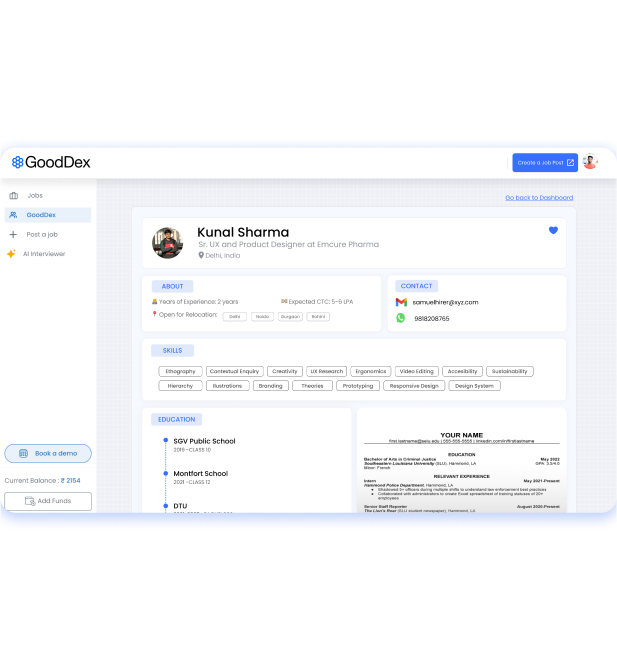 GoodDex
Create a Job Post
Jobs
GoodDex
Post a job
AI Interviewer
Go back to Dashboard
Kunal Sharma
Sr. UX and Product Designer at Emcure Pharma
Delhi, India
ABOUT
Years of Experience: 2 years
Expected CTC: 5-6 LPA
Open for Relocation:
Delhi
Noida
Gurgaon
Rohini
CONTACT
samuelhirer@xyz.com
9818208765
SKILLS
Ethography
Contextual Enquiry
Creativity
UX Research
Ergonomics
Video Editing
Accesibility
Sustainability
Hierarchy
Illustrations
Branding
Theories
Prototyping
Responsive Design
Design System
EDUCATION
SGV Public School
2019 -CLASS 10
Montfort School
2021 -CLASS 12
DTU
YOUR NAME
first.lastname@selu.edu | 555-555-5555 | linkedin.com/in/firstlastname
EDUCATION
Bachelor of Arts in Criminal Justice May 2022
Southeastern Louisiana University (SLU), Hammond, LA GPA: 3.0/4.0
Minor: French
RELEVANT EXPERIENCE
Intern May 2021-Present
Hammond Police Department, Hammond, LA
Shadowed 5+ officers during multiple shifts to understand law enforcement best practices
Collaborated with administrators to create Excel spreadsheet of training statuses of 20+
employees
Senior Staff Reporter August 2020-Present
The Lion's Roar (SLU student newspaper), Hammond, LA
Book a demo
Current Balance : ₹ 2154
Add Funds